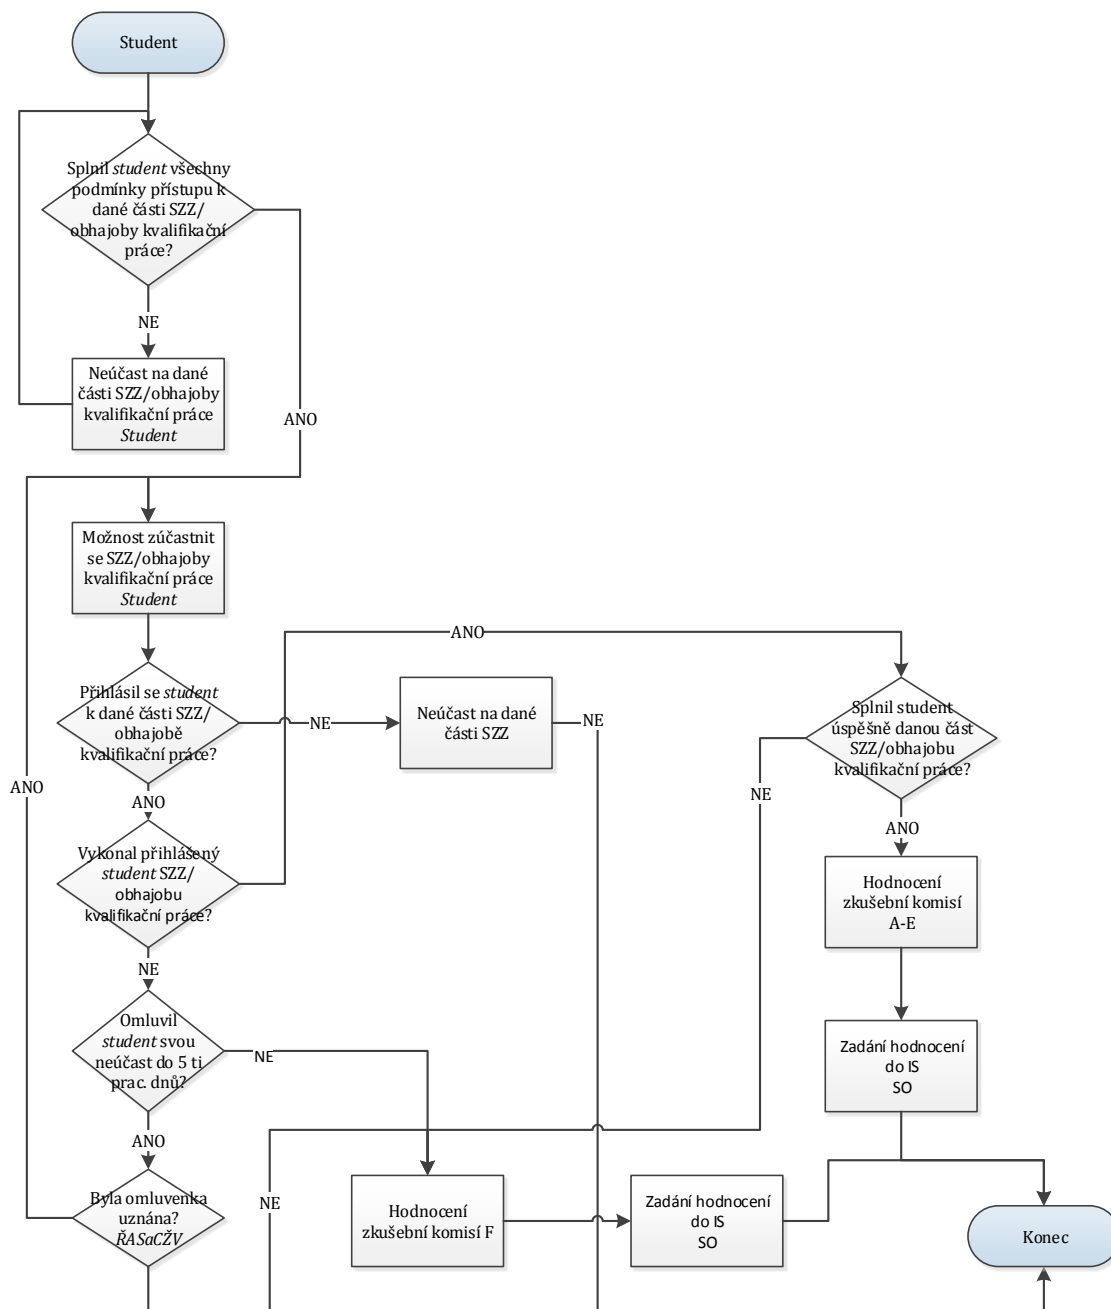 Student
Splnil student všechny
podmínky přístupu k
dané části SZZ/
obhajoby kvalifikační
práce?
NE
Neúčast na dané
části SZZ/obhajoby
kvalifikační práce
Student
ANO
Možnost zúčastnit
se SZZ/obhajoby
kvalifikační práce
Student
ANO
Přihlásil se student
k dané části SZZ/
obhajobě
kvalifikační práce?
NE
Neúčast na dané
části SZZ
NE
Splnil student
úspěšně danou část
SZZ/obhajobu
kvalifikační práce?
ANO
ANO
NE
Vykonal přihlášený
student SZZ/
obhajobu
kvalifikační práce?
ANO
Hodnocení
zkušební komisí
A-E
NE
Omluvil
student svou
neúčast do 5 ti
prac. dnů?
NE
Zadání hodnocení
do IS
SO
ANO
Byla omluvenka
uznána?
ŘASaCŽV
NE
Hodnocení
zkušební komisí F
Zadání hodnocení
do IS
SO
Konec